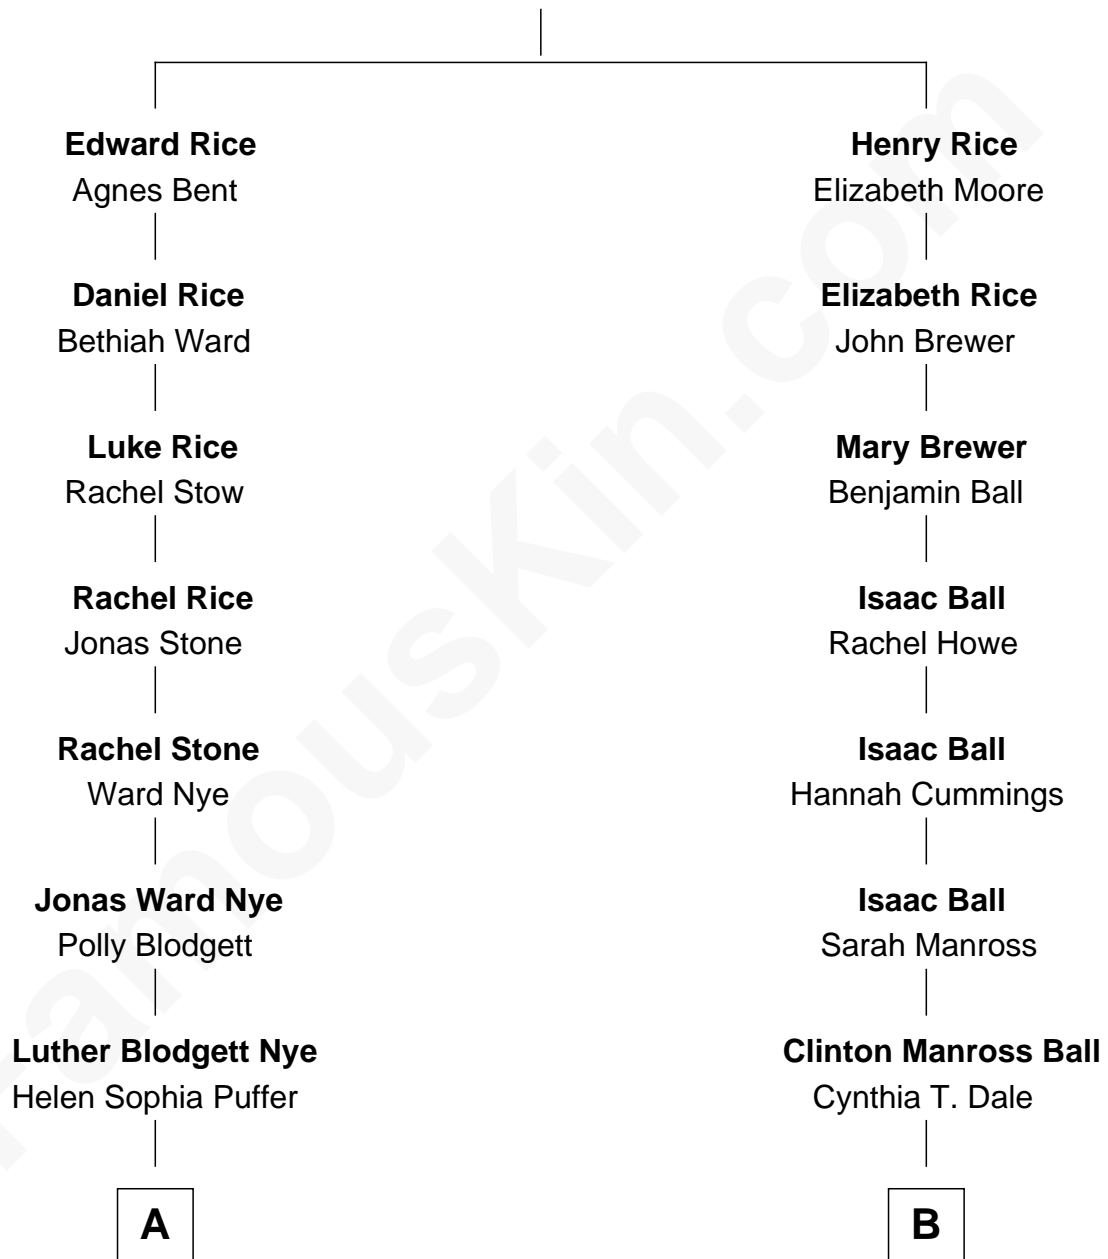 Edward Rice
Agnes Bent
Daniel Rice
Bethiah Ward
Luke Rice
Rachel Stow
Rachel Rice
Jonas Stone
Rachel Stone
Ward Nye
Jonas Ward Nye
Polly Blodgett
Luther Blodgett Nye
Helen Sophia Puffer
A
Henry Rice
Elizabeth Moore
Elizabeth Rice
John Brewer
Mary Brewer
Benjamin Ball
Isaac Ball
Rachel Howe
Isaac Ball
Hannah Cummings
Isaac Ball
Sarah Manross
Clinton Manross Ball
Cynthia T. Dale
B
FamousKin.com